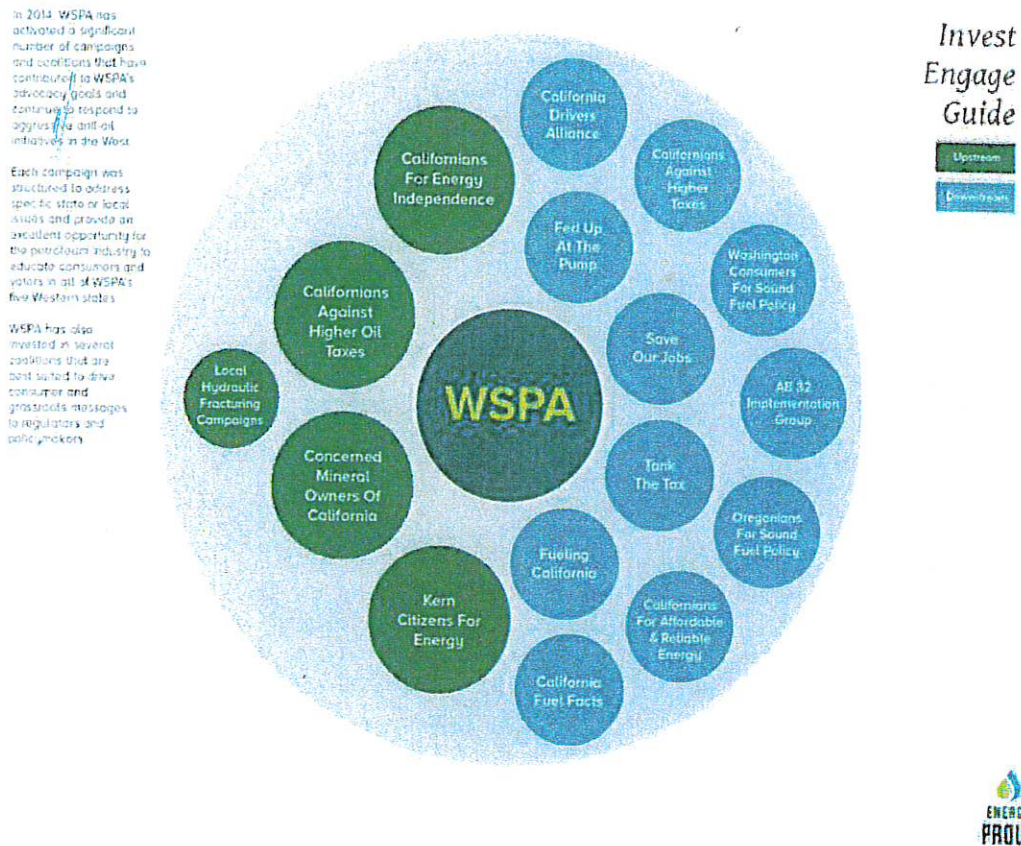 In 2014 WSPA has
activated a significant
number of campaigns
and coalitions that have
contributed to WSPA's
advocacy goals and
continue to respond to
aggressive anti-oil
initiatives in the West
Each campaign was
structured to address
specific state or local
issues and provide an
excellent opportunity for
the petroleum industry to
educate consumers and
voters in all of WSPA's
five Western states
WSPA has also
invested in several
coalitions that are
best suited to drive
consumer and
grassroots messages
to regulators and
policymakers
Invest
Engage
Guide
Upstream
Downstream
California
Drivers
Alliance
Californians
For Energy
Independence
Californians
Against
Higher
Taxes
Fed Up
At The
Pump
Washington
Consumers
For Sound
Fuel Policy
Californians
Against
Higher Oil
Taxes
Save
Our Jobs
Local
Hydraulic
Fracturing
Campaigns
WSPA
AB 32
Implementation
Group
Concerned
Mineral
Owners Of
California
Tank
The Tax
Oregonians
For Sound
Fuel Policy
Fueling
California
Kern
Citizens For
Energy
Californians
For Affordable
& Reliable
Energy
California
Fuel Facts
ENERG
PROU